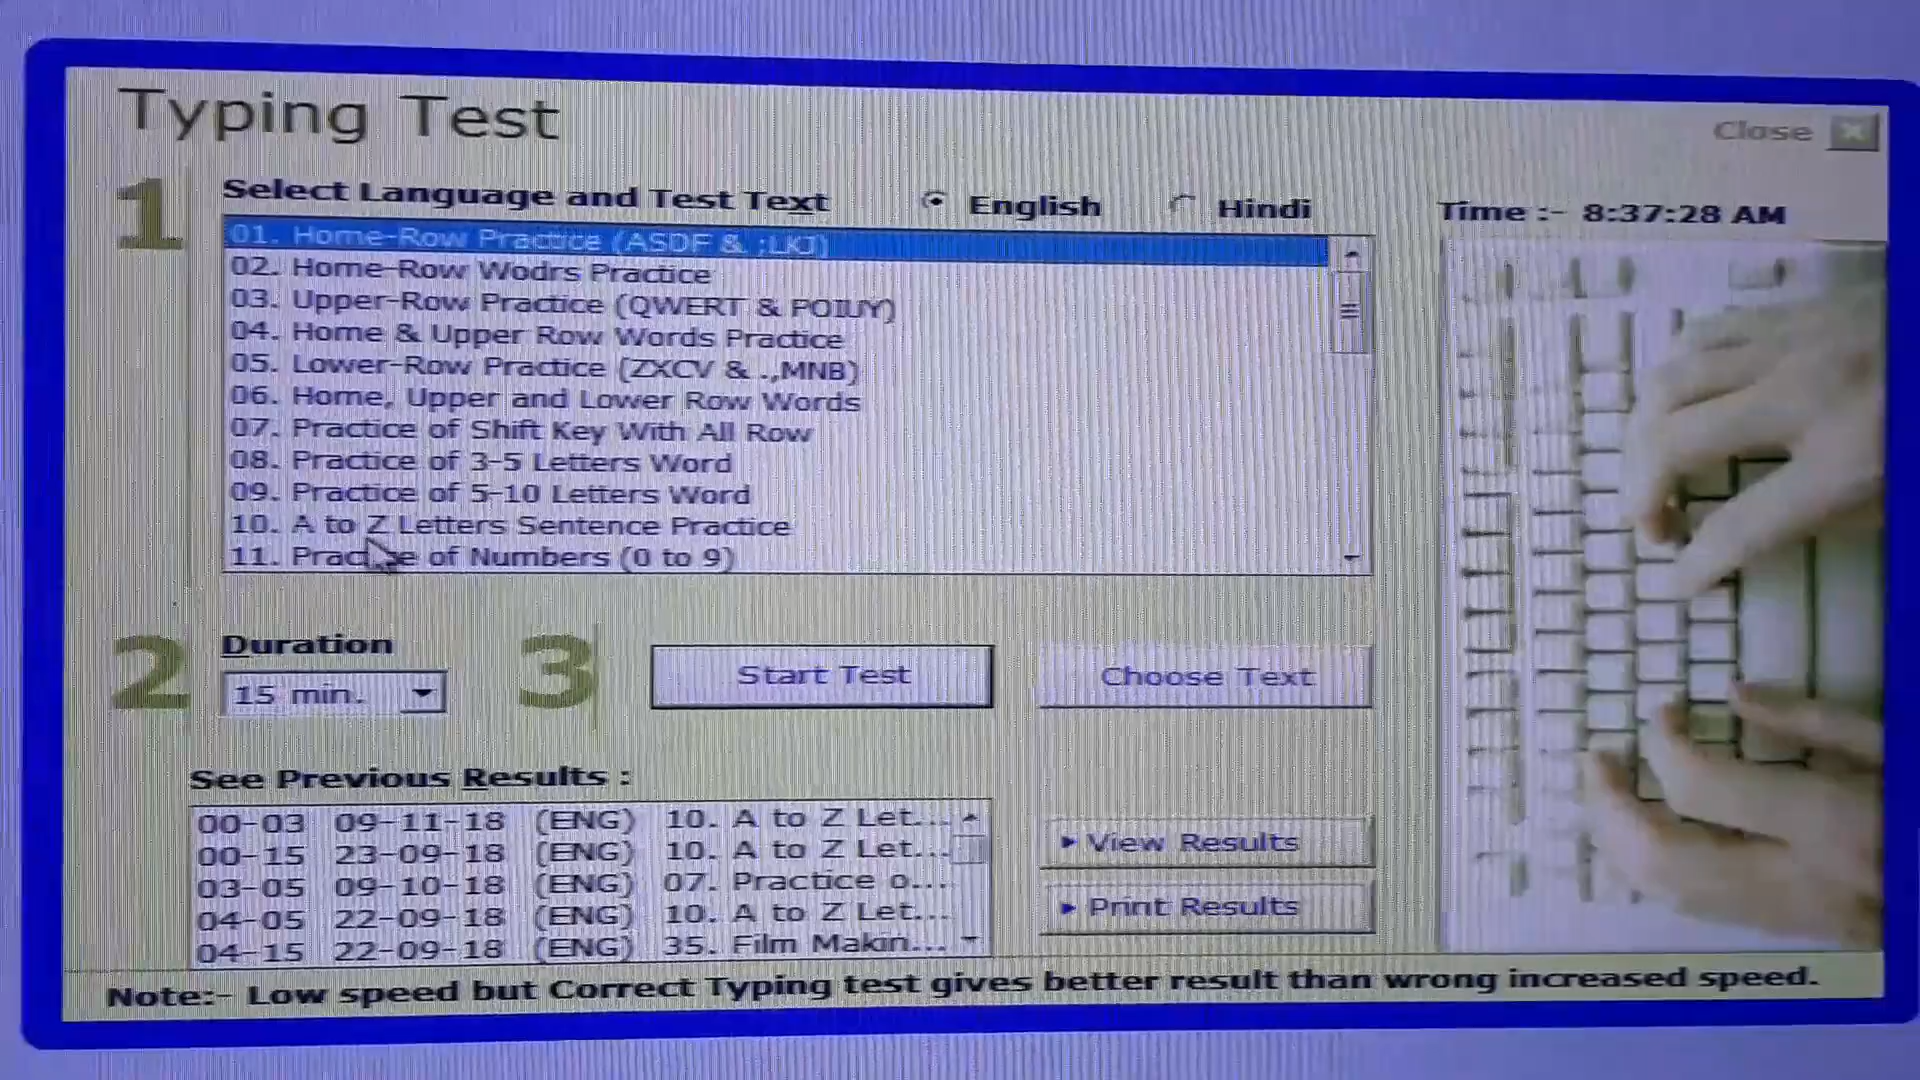 Typing Test
Close
1
Select Language and Test Text
English
Hindi
Time :- 8:37:28 AM
01. Home-Row Practice (ASDF & ;LKJ)
02. Home-Row Wodrs Practice
03. Upper-Row Practice (QWERT & POIUY)
04. Home & Upper Row Words Practice
05. Lower-Row Practice (ZXCV & .,MNB)
06. Home, Upper and Lower Row Words
07. Practice of Shift Key With All Row
08. Practice of 3-5 Letters Word
09. Practice of 5-10 Letters Word
10. A to Z Letters Sentence Practice
11. Practice of Numbers (0 to 9)
2
Duration
15 min.
3
Start Test
Choose Text
See Previous Results :
00-03 09-11-18 (ENG) 10. A to Z Let...
00-15 23-09-18 (ENG) 10. A to Z Let...
03-05 09-10-18 (ENG) 07. Practice o...
04-05 22-09-18 (ENG) 10. A to Z Let...
04-15 22-09-18 (ENG) 35. Film Makin...
View Results
Print Results
Note:- Low speed but Correct Typing test gives better result than wrong increased speed.